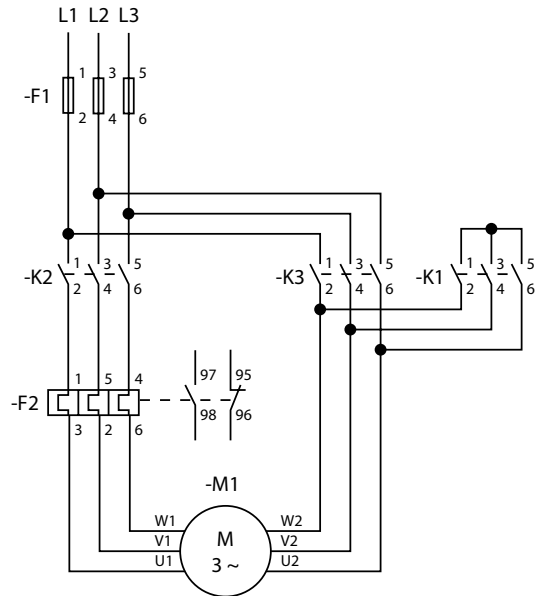 L1 L2 L3
1 3 5
-F1
2 4 6
1 3 5 1 3 5 1 3 5
-K2 -K3 -K1
2 4 6 2 4 6 2 4 6
97 95
1 5 4
-F2
98 96
3 2 6
-M1
W1 W2
V1 M V2
U1 3 ~ U2